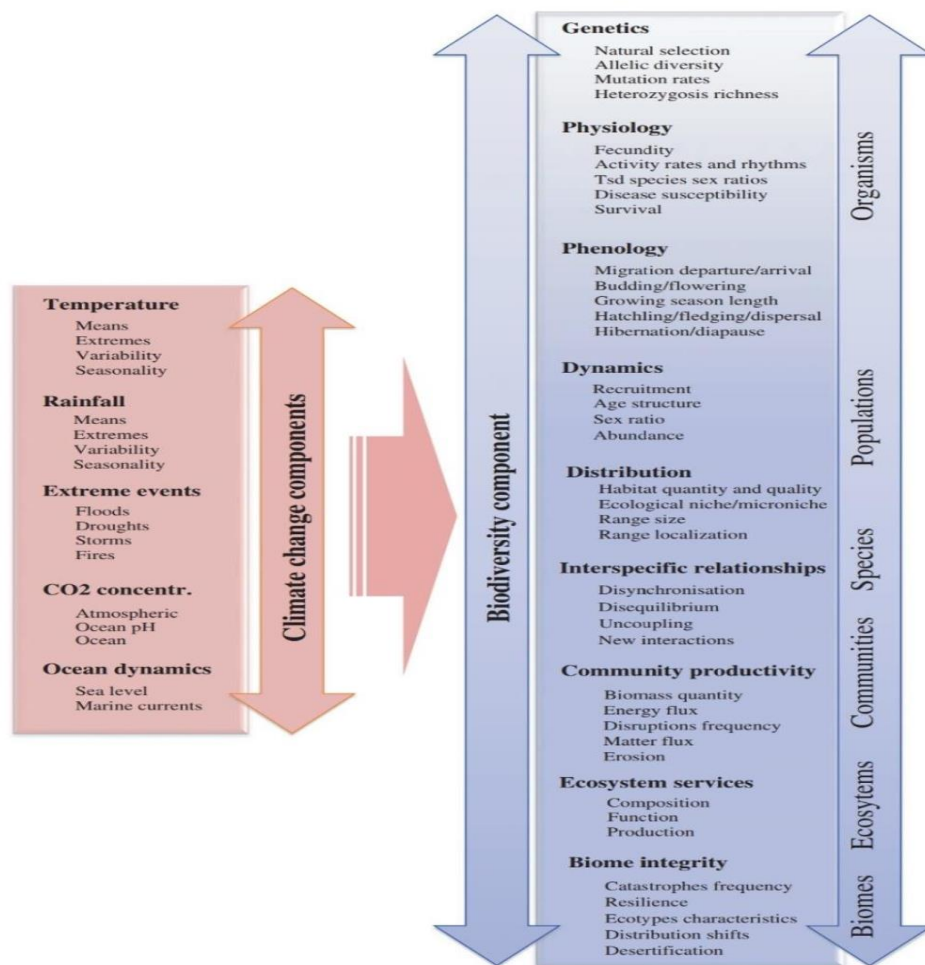 Temperature
Means
Extremes
Variability
Seasonality
Rainfall
Means
Extremes
Variability
Seasonality
Extreme events
Floods
Droughts
Storms
Fires
CO2 concentr.
Atmospheric
Ocean pH
Ocean
Ocean dynamics
Sea level
Marine currents
Climate change components
Biodiversity component
Genetics
Natural selection
Allelic diversity
Mutation rates
Heterozygosis richness
Physiology
Fecundity
Activity rates and rhythms
Tsd species sex ratios
Disease susceptibility
Survival
Phenology
Migration departure/arrival
Budding/flowering
Growing season length
Hatchling/fledging/dispersal
Hibernation/diapause
Dynamics
Recruitment
Age structure
Sex ratio
Abundance
Distribution
Habitat quantity and quality
Ecological niche/microniche
Range size
Range localization
Interspecific relationships
Disynchronisation
Disequilibrium
Uncoupling
New interactions
Community productivity
Biomass quantity
Energy flux
Disruptions frequency
Matter flux
Erosion
Ecosystem services
Composition
Function
Production
Biome integrity
Catastrophes frequency
Resilience
Ecotypes characteristics
Distribution shifts
Desertification
Organisms
Populations
Species
Communities
Ecosytems
Biomes